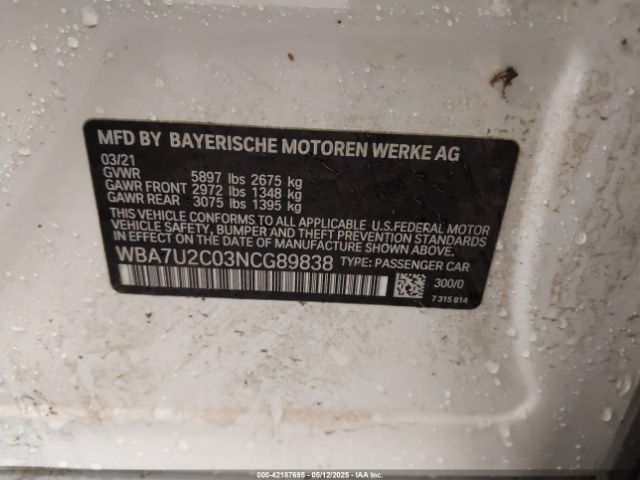 MFD BY BAYERISCHE MOTOREN WERKE AG
03/21
GVWR 5897 lbs 2675 kg
GAWR FRONT 2972 lbs 1348 kg
GAWR REAR 3075 lbs 1395 kg
THIS VEHICLE CONFORMS TO ALL APPLICABLE U.S.FEDERAL MOTOR
VEHICLE SAFETY, BUMPER AND THEFT PREVENTION STANDARDS IN
EFFECT ON THE DATE OF MANUFACTURE SHOWN ABOVE.
WBA7U2C03NCG89838 TYPE: PASSENGER CAR
300/0
7 315 814
000-42187695 - 05/12/2025 - IAA Inc.